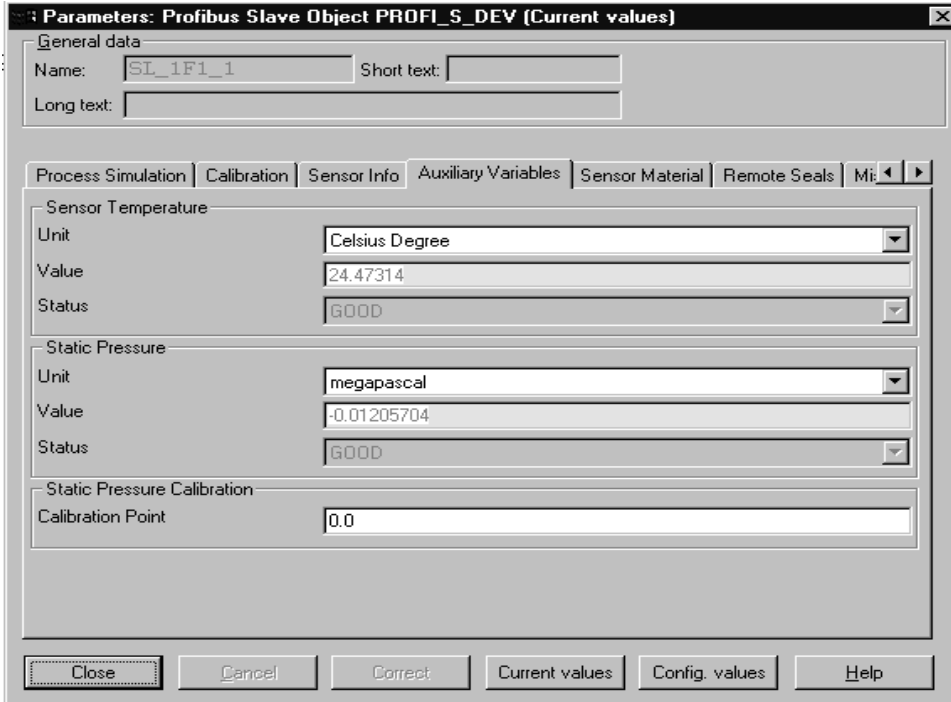 Parameters: Profibus Slave Object PROFI_S_DEV (Current values)
General data
Name: SL_1F1_1 Short text:
Long text:
Process Simulation Calibration Sensor Info Auxiliary Variables Sensor Material Remote Seals
Sensor Temperature
Unit Celsius Degree
Value 24.47314
Status GOOD
Static Pressure
Unit megapascal
Value -0.01205704
Status GOOD
Static Pressure Calibration
Calibration Point 0.0
Close Cancel Correct Current values Config. values Help